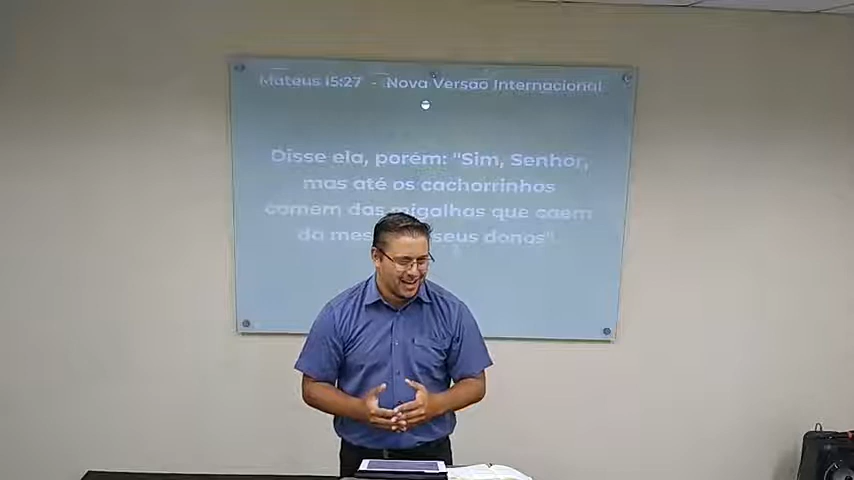 Mateus 15:27 - Nova Versão Internacional
Disse ela, porém: "Sim, Senhor,
mas até os cachorrinhos
comem das migalhas que caem
da seus donos".